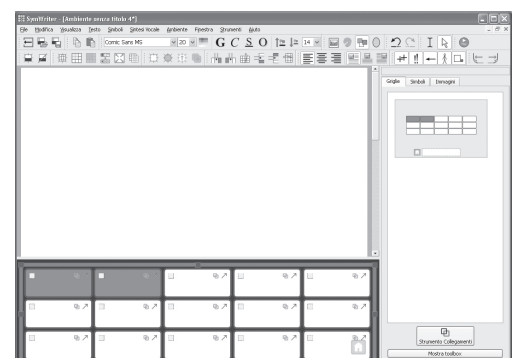 SymWriter - [Ambiente senza titolo 4*]
File Modifica Visualizza Testo Simboli Sintesi Vocale Ambiente Finestra Strumenti Aiuto
Comic Sans MS 20 G C S O 14
Griglie Simboli Immagini
Strumento Collegamenti
Mostra toolbox